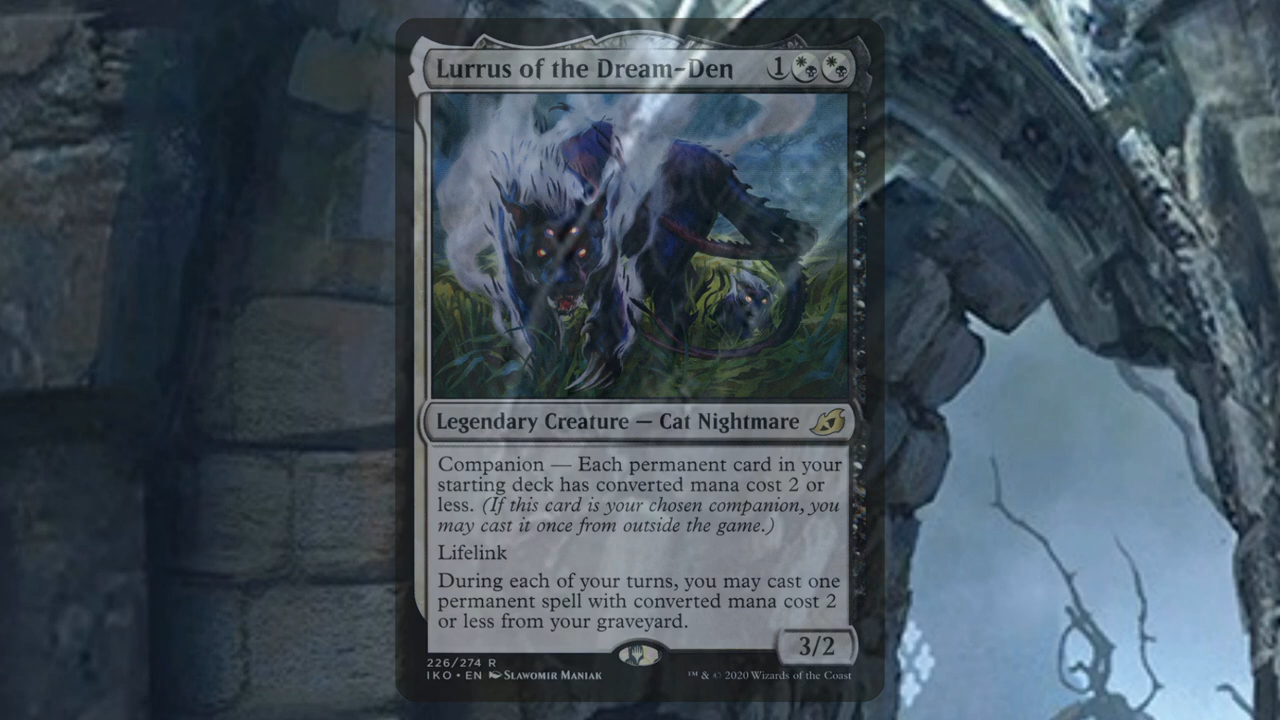 Lurrus of the Dream-Den 1
Legendary Creature — Cat Nightmare
Companion — Each permanent card in your
starting deck has converted mana cost 2 or
less. (If this card is your chosen companion, you
may cast it once from outside the game.)
Lifelink
During each of your turns, you may cast one
permanent spell with converted mana cost 2
or less from your graveyard.
3/2
226/274 R
IKO • EN Slawomir Maniak
™ & © 2020 Wizards of the Coast